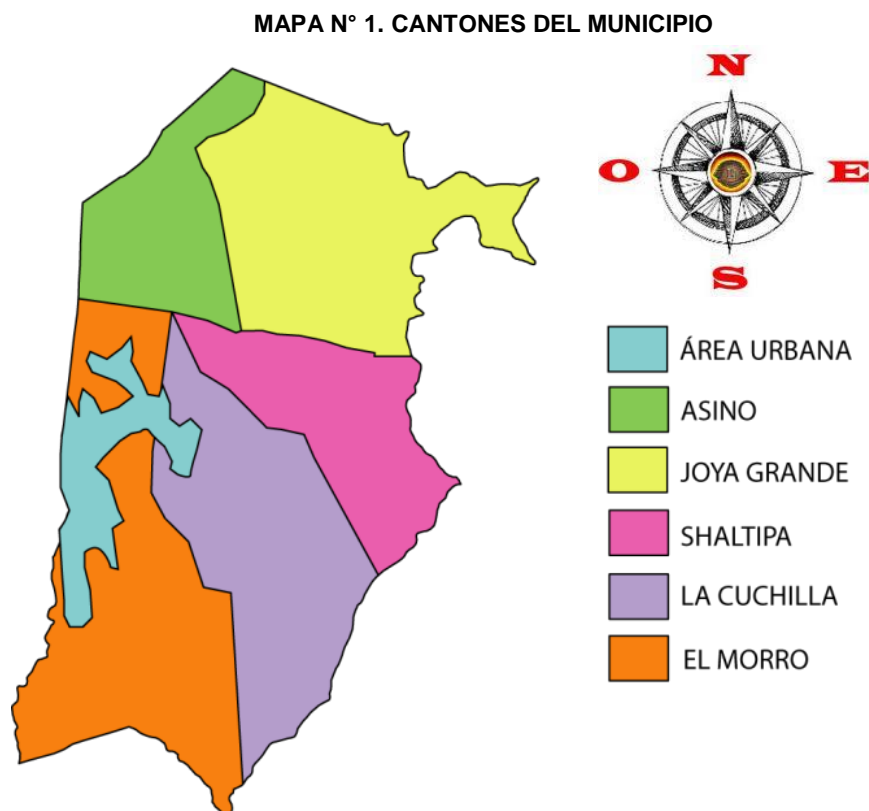 MAPA N° 1. CANTONES DEL MUNICIPIO
N
O
E
S
ÁREA URBANA
ASINO
JOYA GRANDE
SHALTIPA
LA CUCHILLA
EL MORRO